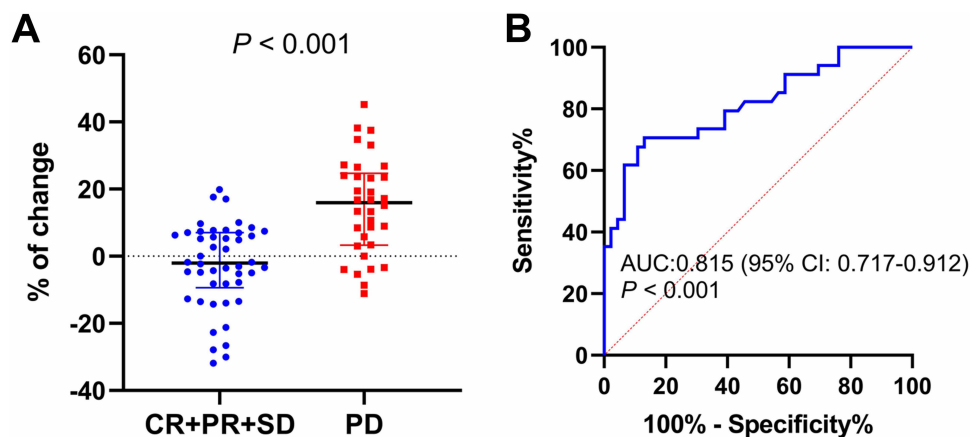 A
P < 0.001
% of change
60
40
20
0
-20
-40
CR+PR+SD
PD
B
Sensitivity%
100
80
60
40
20
0
AUC:0.815 (95% CI: 0.717-0.912)
P < 0.001
0 20 40 60 80 100
100% - Specificity%